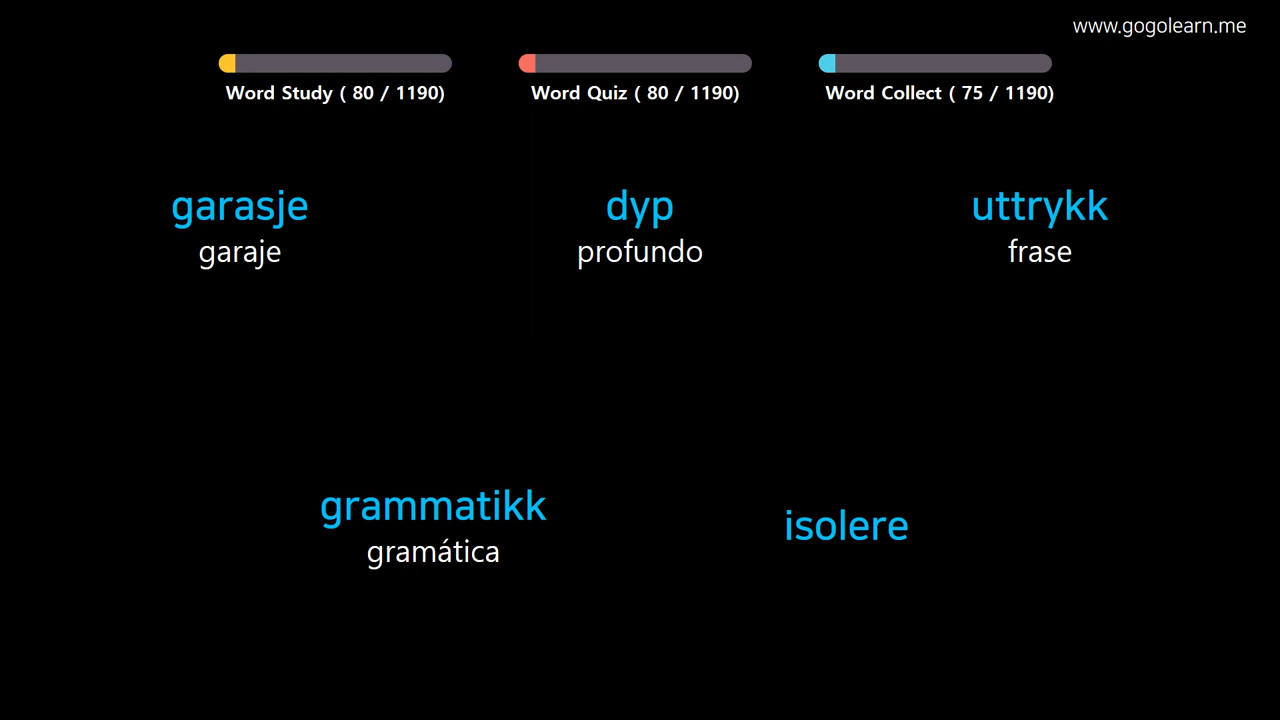 www.gogolearn.me
Word Study ( 80 / 1190)
Word Quiz ( 80 / 1190)
Word Collect ( 75 / 1190)
garasje
garaje
dyp
profundo
uttrykk
frase
grammatikk
gramática
isolere